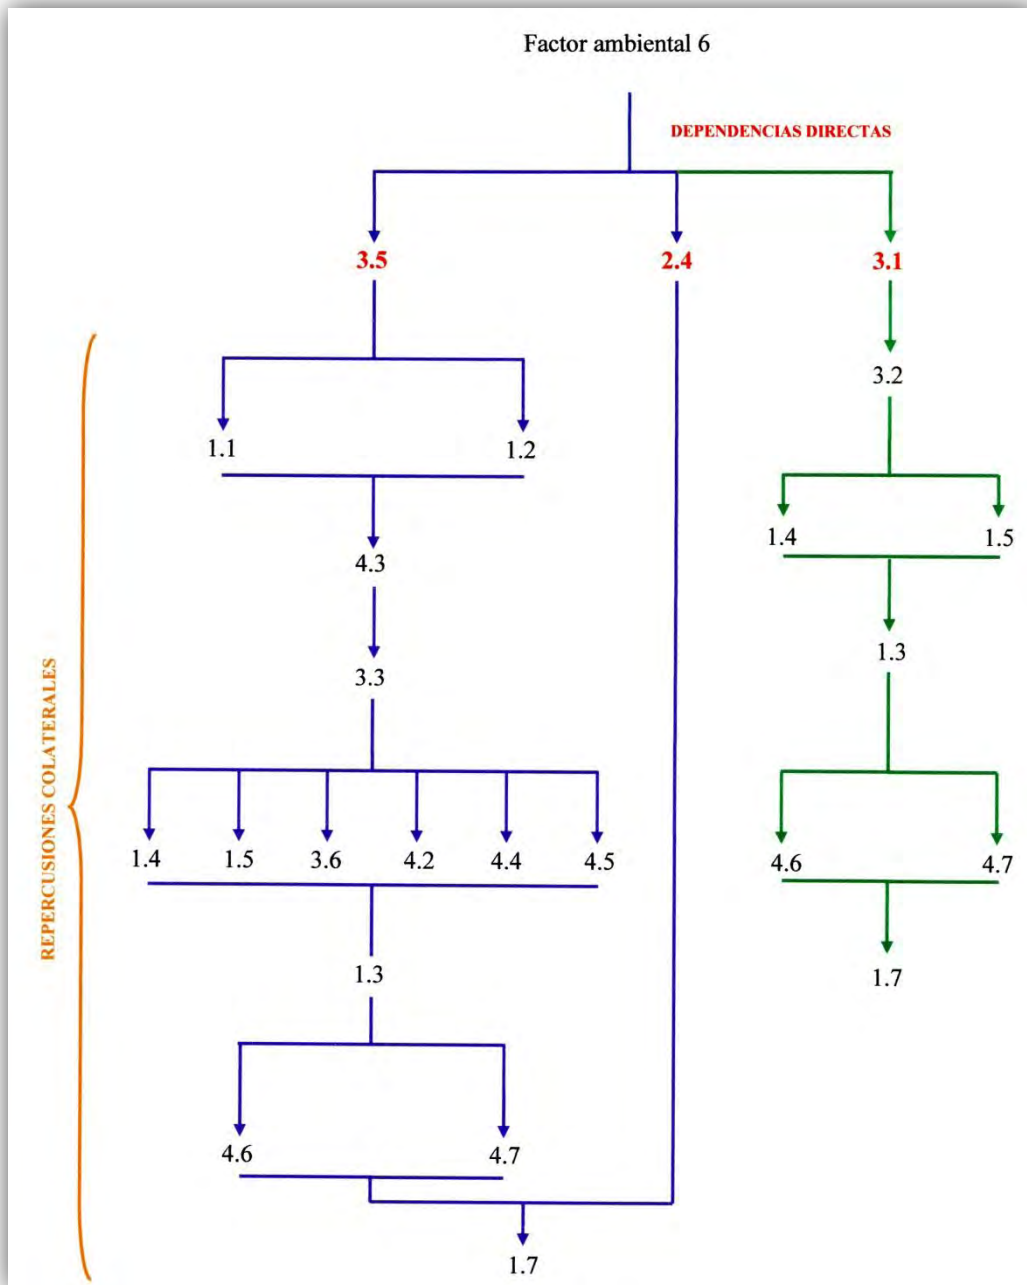 Factor ambiental 6
DEPENDENCIAS DIRECTAS
3.5 2.4 3.1
3.2
1.1 1.2
1.4 1.5
4.3
1.3
3.3
REPERCUSIONES COLATERALES
1.4 1.5 3.6 4.2 4.4 4.5
4.6 4.7
1.3
1.7
4.6 4.7
1.7